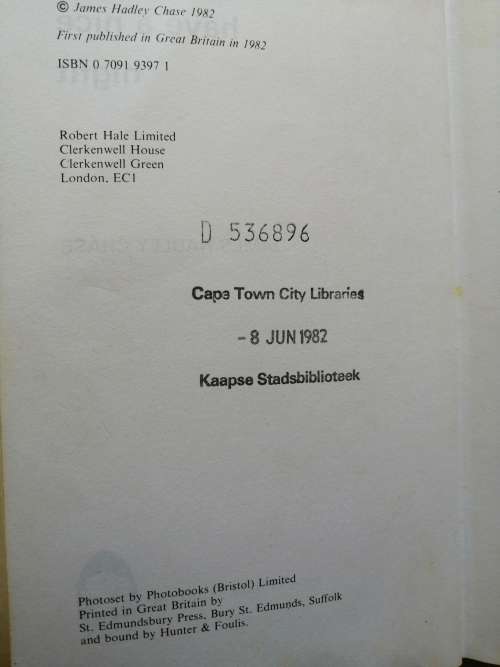 © James Hadley Chase 1982
First published in Great Britain in 1982
ISBN 0 7091 9397 1
Robert Hale Limited
Clerkenwell House
Clerkenwell Green
London, EC1
D 536896
Cape Town City Libraries
- 8 JUN 1982
Kaapse Stadsbiblioteek
Photoset by Photobooks (Bristol) Limited
Printed in Great Britain by
St. Edmundsbury Press, Bury St. Edmunds, Suffolk
and bound by Hunter & Foulis.